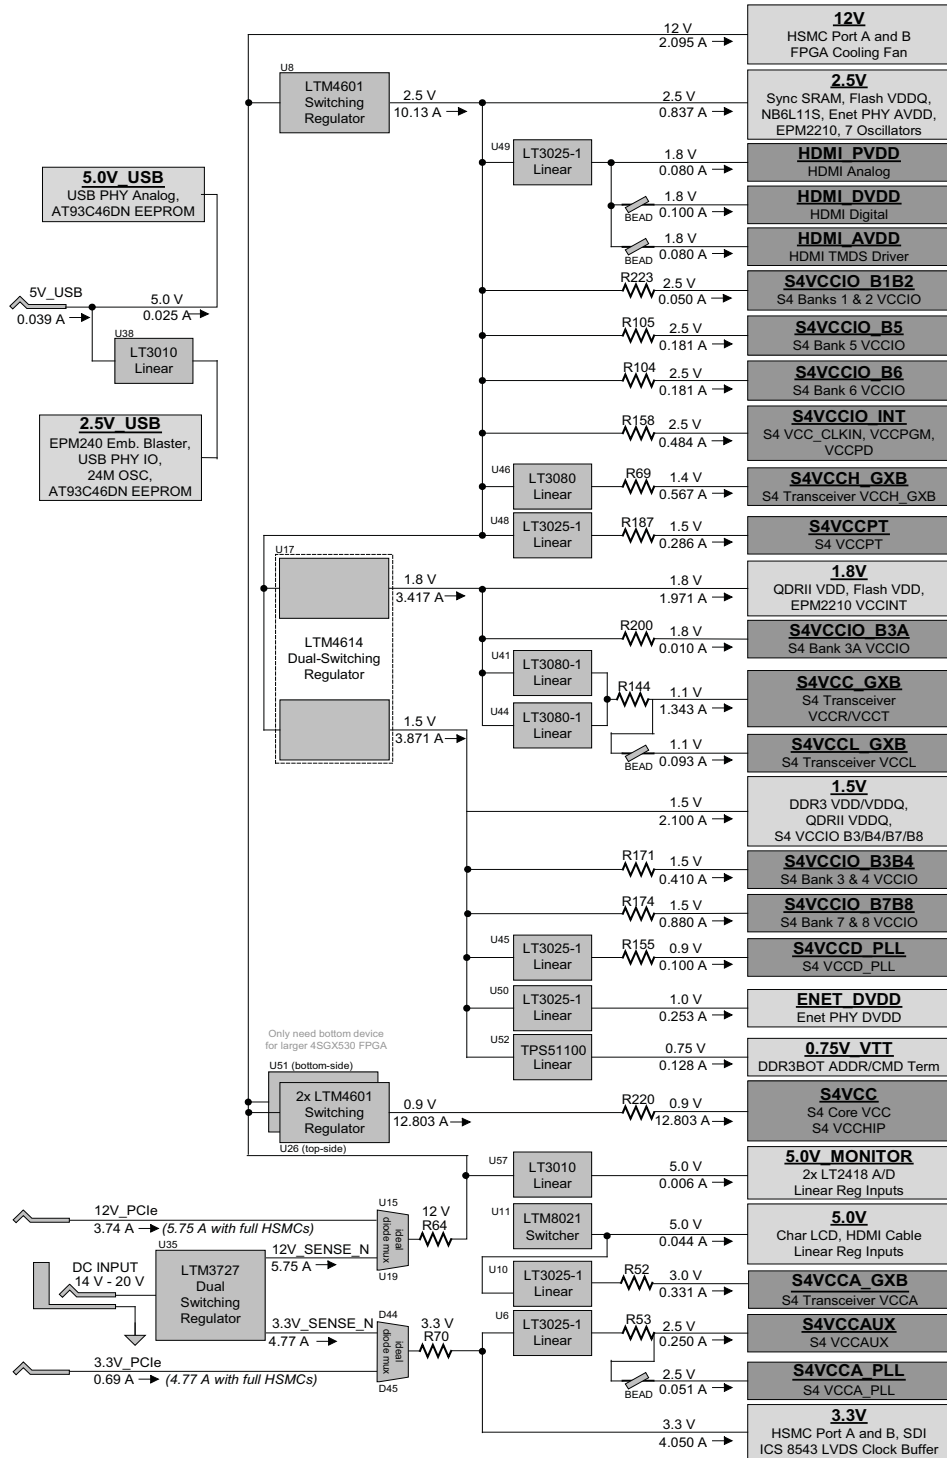 12 V
2.095 A
12V
HSMC Port A and B
FPGA Cooling Fan
U8
LTM4601
Switching
Regulator
2.5 V
10.13 A
2.5 V
0.837 A
2.5V
Sync SRAM, Flash VDDQ,
NB6L11S, Enet PHY AVDD,
EPM2210, 7 Oscillators
U49
LT3025-1
Linear
1.8 V
0.080 A
HDMI_PVDD
HDMI Analog
BEAD
1.8 V
0.100 A
HDMI_DVDD
HDMI Digital
BEAD
1.8 V
0.080 A
HDMI_AVDD
HDMI TMDS Driver
5.0V_USB
USB PHY Analog,
AT93C46DN EEPROM
5V_USB
0.039 A
5.0 V
0.025 A
U38
LT3010
Linear
2.5V_USB
EPM240 Emb. Blaster,
USB PHY IO,
24M OSC,
AT93C46DN EEPROM
R223
2.5 V
0.050 A
S4VCCIO_B1B2
S4 Banks 1 & 2 VCCIO
R105
2.5 V
0.181 A
S4VCCIO_B5
S4 Bank 5 VCCIO
R104
2.5 V
0.181 A
S4VCCIO_B6
S4 Bank 6 VCCIO
R158
2.5 V
0.484 A
S4VCCIO_INT
S4 VCC_CLKIN, VCCPGM,
VCCPD
U46
LT3080
Linear
R69
1.4 V
0.567 A
S4VCCH_GXB
S4 Transceiver VCCH_GXB
U48
LT3025-1
Linear
R187
1.5 V
0.286 A
S4VCCPT
S4 VCCPT
U17
LTM4614
Dual-Switching
Regulator
1.8 V
3.417 A
1.8 V
1.971 A
1.8V
QDRII VDD, Flash VDD,
EPM2210 VCCINT
R200
1.8 V
0.010 A
S4VCCIO_B3A
S4 Bank 3A VCCIO
U41
LT3080-1
Linear
U44
LT3080-1
Linear
R144
1.1 V
1.343 A
S4VCC_GXB
S4 Transceiver
VCCR/VCCT
BEAD
1.1 V
0.093 A
S4VCCL_GXB
S4 Transceiver VCCL
1.5 V
3.871 A
1.5 V
2.100 A
1.5V
DDR3 VDD/VDDQ,
QDRII VDDQ,
S4 VCCIO B3/B4/B7/B8
R171
1.5 V
0.410 A
S4VCCIO_B3B4
S4 Bank 3 & 4 VCCIO
R174
1.5 V
0.880 A
S4VCCIO_B7B8
S4 Bank 7 & 8 VCCIO
U45
LT3025-1
Linear
R155
0.9 V
0.100 A
S4VCCD_PLL
S4 VCCD_PLL
U50
LT3025-1
Linear
1.0 V
0.253 A
ENET_DVDD
Enet PHY DVDD
U52
TPS51100
Linear
0.75 V
0.128 A
0.75V_VTT
DDR3BOT ADDR/CMD Term
Only need bottom device
for larger 4SGX530 FPGA
U51 (bottom-side)
2x LTM4601
Switching
Regulator
U26 (top-side)
0.9 V
12.803 A
R220
0.9 V
12.803 A
S4VCC
S4 Core VCC
S4 VCCHIP
U57
LT3010
Linear
5.0 V
0.006 A
5.0V_MONITOR
2x LT2418 A/D
Linear Reg Inputs
12V_PCIe
3.74 A
(5.75 A with full HSMCs)
U15
ideal
diode mux
U19
12 V
R64
U11
LTM8021
Switcher
5.0 V
0.044 A
5.0V
Char LCD, HDMI Cable
Linear Reg Inputs
U35
LTM3727
Dual
Switching
Regulator
12V_SENSE_N
5.75 A
DC INPUT
14 V - 20 V
U10
LT3025-1
Linear
R52
3.0 V
0.331 A
S4VCCA_GXB
S4 Transceiver VCCA
3.3V_SENSE_N
4.77 A
D44
ideal
diode mux
D45
3.3 V
R70
U6
LT3025-1
Linear
R53
2.5 V
0.250 A
S4VCCAUX
S4 VCCAUX
3.3V_PCIe
0.69 A
(4.77 A with full HSMCs)
BEAD
2.5 V
0.051 A
S4VCCA_PLL
S4 VCCA_PLL
3.3 V
4.050 A
3.3V
HSMC Port A and B, SDI
ICS 8543 LVDS Clock Buffer